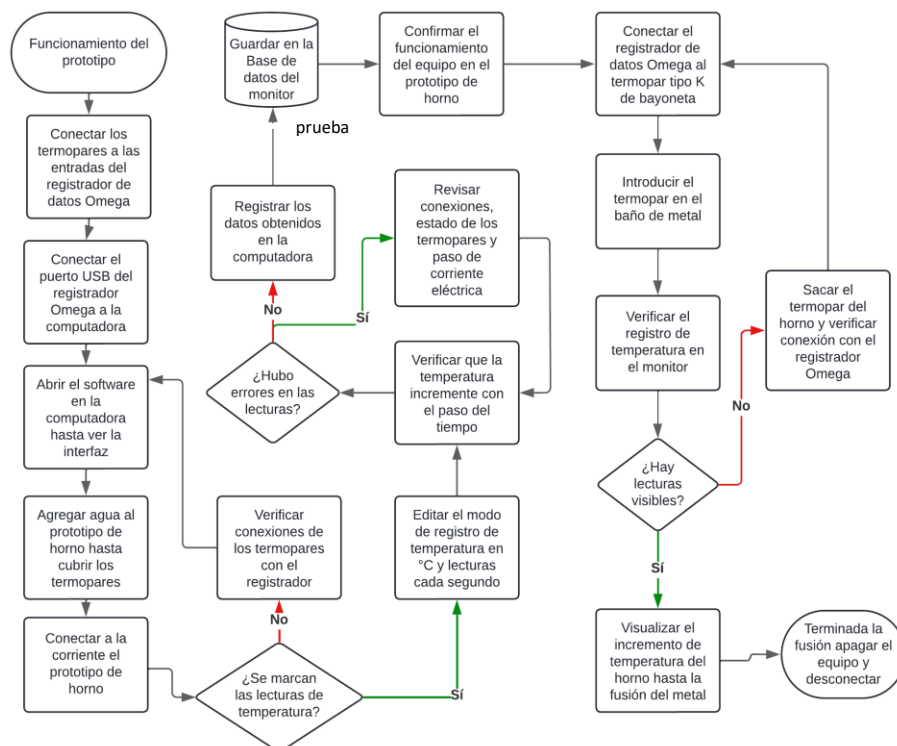 Funcionamiento del
prototipo
Conectar los
termopares a las
entradas del
registrador de
datos Omega
Conectar el
puerto USB del
registrador
Omega a la
computadora
Abrir el software
en la
computadora
hasta ver la
interfaz
Agregar agua al
prototipo de
horno hasta
cubrir los
termopares
Conectar a la
corriente el
prototipo de
horno
¿Se marcan
las lecturas de
temperatura?
No
Verificar
conexiones de
los termopares
con el
registrador
Sí
Editar el modo
de registro de
temperatura en
°C y lecturas
cada segundo
Verificar que la
temperatura
incremente con
el paso del
tiempo
¿Hubo
errores en las
lecturas?
Sí
Revisar
conexiones,
estado de los
termopares y
paso de
corriente
eléctrica
No
Registrar los
datos obtenidos
en la
computadora
prueba
Guardar en la
Base de
datos del
monitor
Confirmar el
funcionamiento
del equipo en el
prototipo de
horno
Conectar el
registrador de
datos Omega al
termopar tipo K
de bayoneta
Introducir el
termopar en el
baño de metal
Verificar el
registro de
temperatura en
el monitor
¿Hay
lecturas
visibles?
No
Sacar el
termopar del
horno y verificar
conexión con el
registrador
Omega
Sí
Visualizar el
incremento de
temperatura del
horno hasta la
fusión del metal
Terminada la
fusión apagar el
equipo y
desconectar